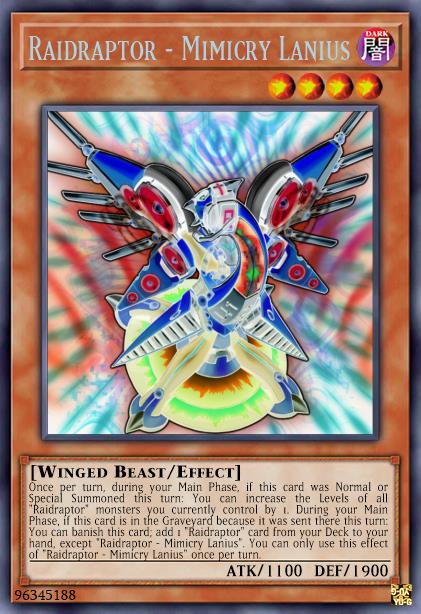 Raidraptor - Mimicry Lanius
DARK
闇
[Winged Beast/Effect]
Once per turn, during your Main Phase, if this card was Normal or
Special Summoned this turn: You can increase the Levels of all
"Raidraptor" monsters you currently control by 1. During your Main
Phase, if this card is in the Graveyard because it was sent there this turn:
You can banish this card; add 1 "Raidraptor" card from your Deck to your
hand, except "Raidraptor - Mimicry Lanius". You can only use this effect
of "Raidraptor - Mimicry Lanius" once per turn.
ATK/1100 DEF/1900
96345188